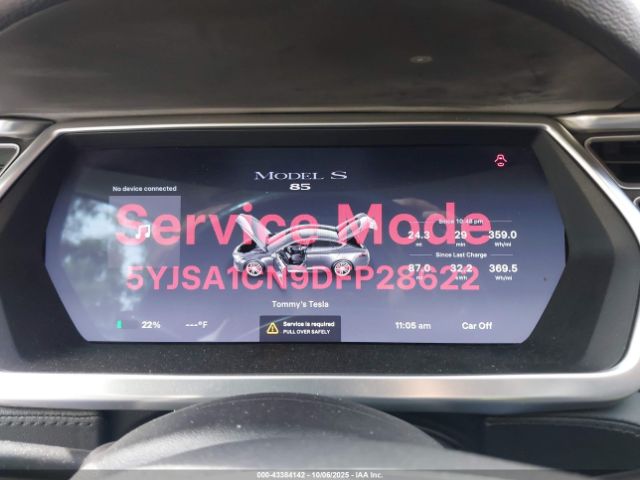 MODEL S
85
No device connected
Service Mode
Since 10:48 pm
24.3 29 359.0
mi min Wh/mi
Since Last Charge
87.0 32.2 369.5
mi kWh Wh/mi
5YJSA1CN9DFP28622
Tommy's Tesla
22% ---°F
Service is required
PULL OVER SAFELY
11:05 am
Car Off
000-43384142 - 10/06/2025 - IAA Inc.